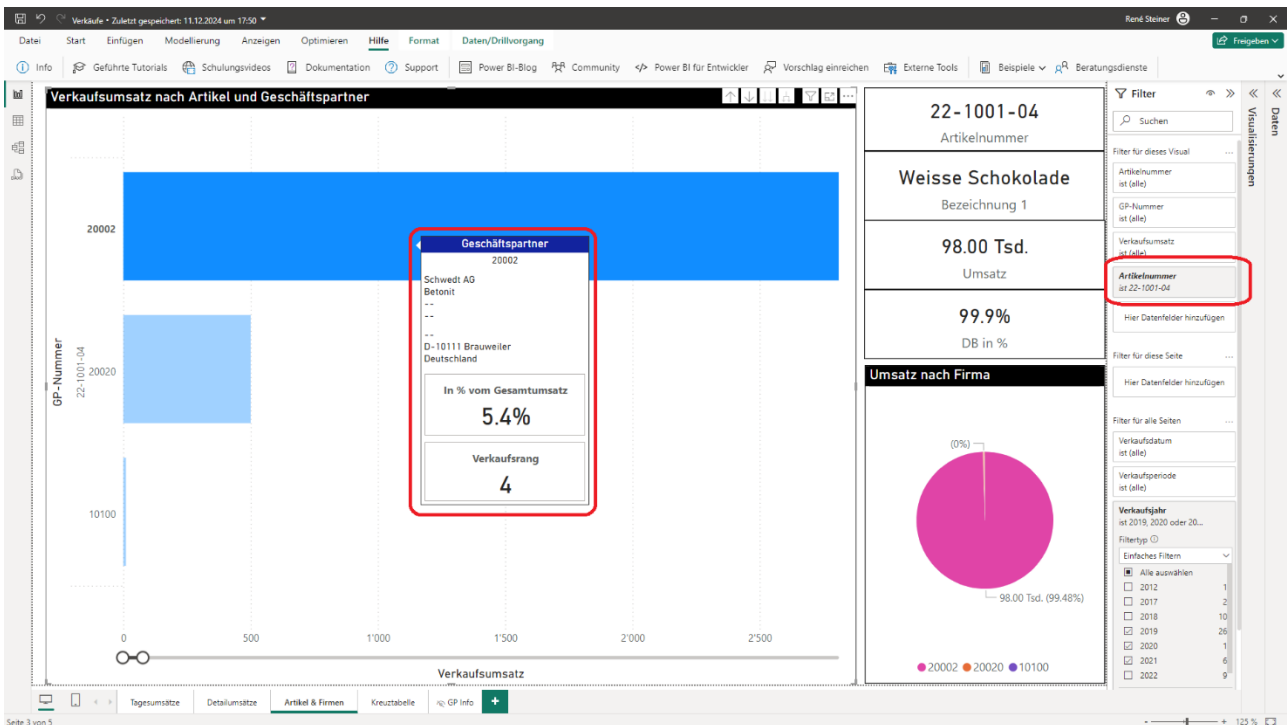 Verkäufe • Zuletzt gespeichert: 11.12.2024 um 17:50
René Steiner
Datei Start Einfügen Modellierung Anzeigen Optimieren Hilfe Format Daten/Drillvorgang
Freigeben
Info Geführte Tutorials Schulungsvideos Dokumentation Support Power BI-Blog Community Power BI für Entwickler Vorschlag einreichen Externe Tools Beispiele Beratungsdienste
Verkaufsumsatz nach Artikel und Geschäftspartner
GP-Nummer
22-1001-04
20002
20020
10100
0 500 1'000 1'500 2'000 2'500
Verkaufsumsatz
Geschäftspartner
20002
Schwedt AG
Betonit
--
--
--
D-10111 Brauweiler
Deutschland
In % vom Gesamtumsatz
5.4%
Verkaufsrang
4
22-1001-04
Artikelnummer
Weisse Schokolade
Bezeichnung 1
98.00 Tsd.
Umsatz
99.9%
DB in %
Umsatz nach Firma
(0%)
98.00 Tsd. (99.48%)
20002 20020 10100
Filter
Suchen
Filter für dieses Visual ...
Artikelnummer
ist (alle)
GP-Nummer
ist (alle)
Verkaufsumsatz
ist (alle)
Artikelnummer
ist 22-1001-04
Hier Datenfelder hinzufügen
Filter für diese Seite ...
Hier Datenfelder hinzufügen
Filter für alle Seiten ...
Verkaufsdatum
ist (alle)
Verkaufsperiode
ist (alle)
Verkaufsjahr
ist 2019, 2020 oder 20...
Filtertyp
Einfaches Filtern
Alle auswählen
2012 1
2017 2
2018 10
2019 26
2020 1
2021 6
2022 9
Visualisierungen
Daten
Tagesumsätze Detailumsätze Artikel & Firmen Kreuztabelle GP Info +
Seite 3 von 5
- + 125 %